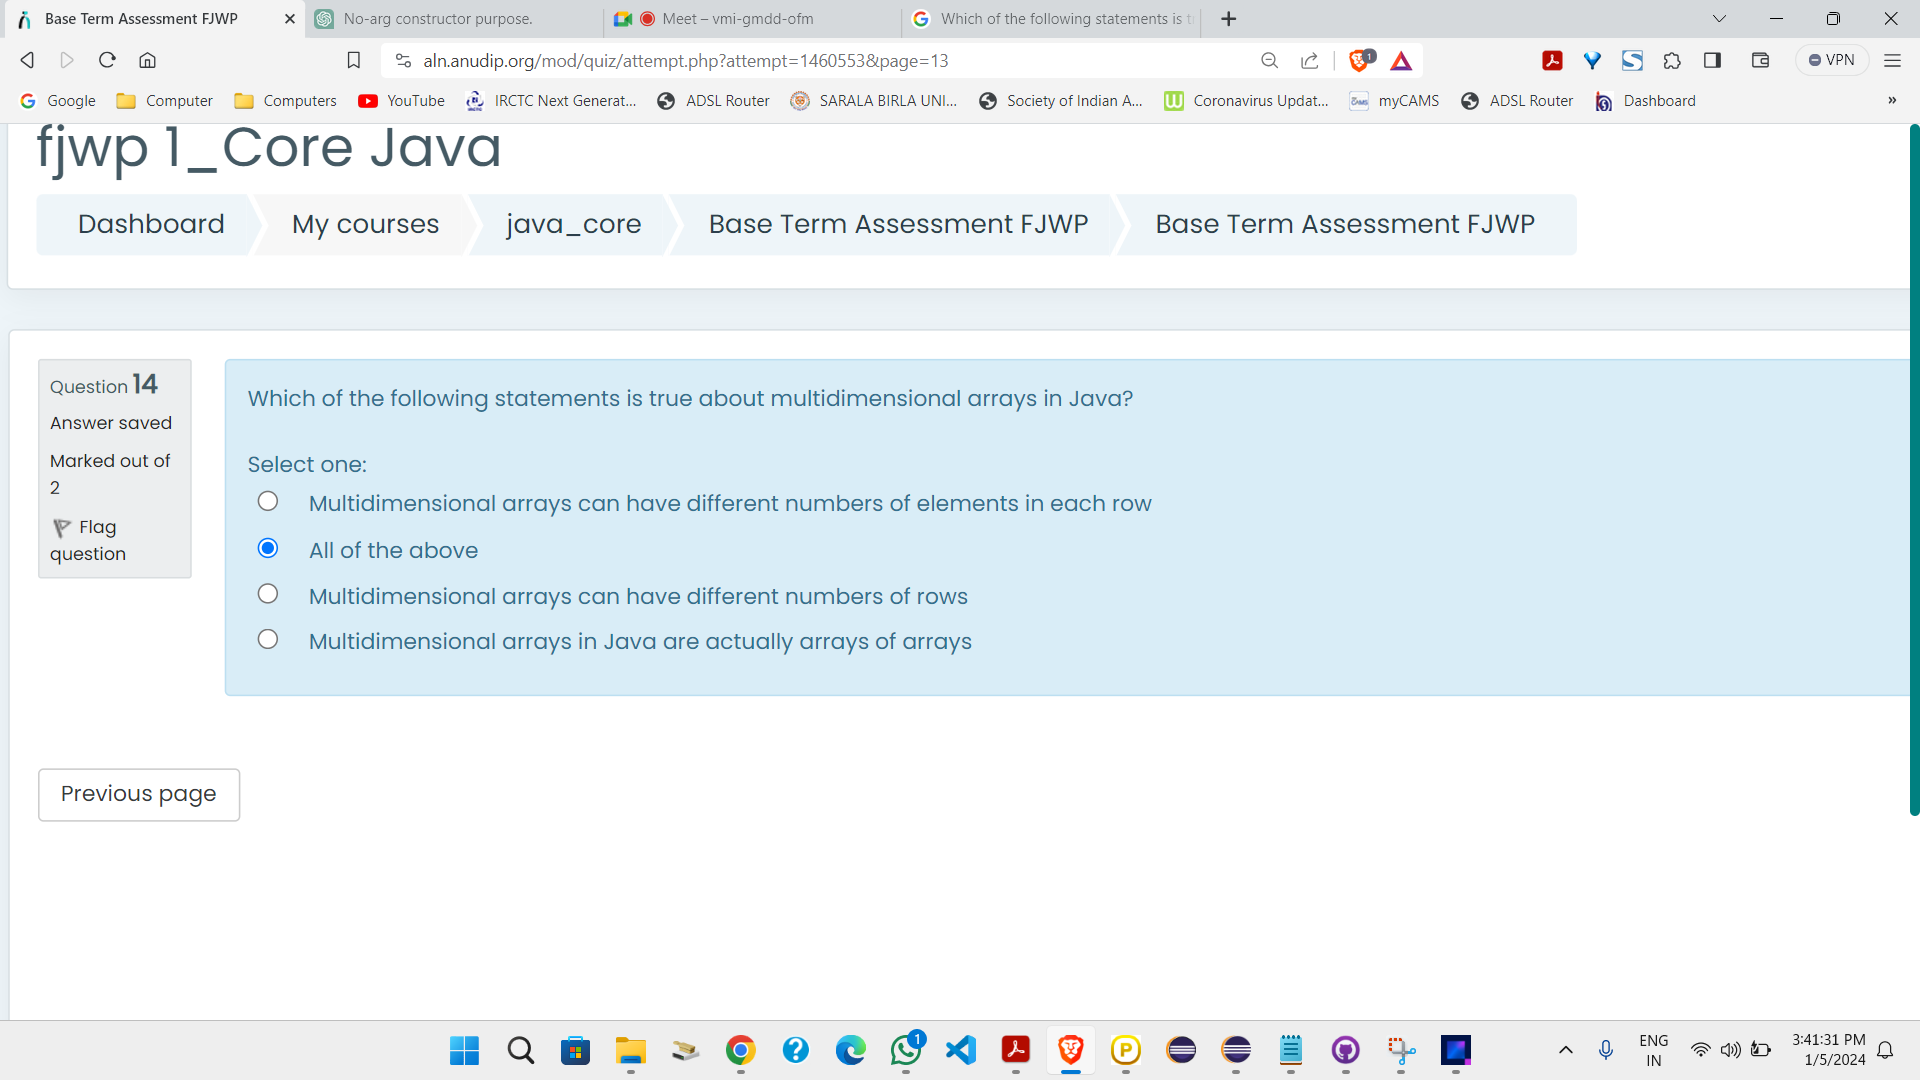 Base Term Assessment FJWP
No-arg constructor purpose.
Meet – vmi-gmdd-ofm
Which of the following statements is t
aln.anudip.org/mod/quiz/attempt.php?attempt=1460553&page=13
1
VPN
Google
Computer
Computers
YouTube
IRCTC Next Generat...
ADSL Router
SARALA BIRLA UNI...
Society of Indian A...
Coronavirus Updat...
myCAMS
ADSL Router
Dashboard
»
fjwp 1_Core Java
Dashboard
My courses
java_core
Base Term Assessment FJWP
Base Term Assessment FJWP
Question 14
Answer saved
Marked out of
2
Flag
question
Which of the following statements is true about multidimensional arrays in Java?
Select one:
Multidimensional arrays can have different numbers of elements in each row
All of the above
Multidimensional arrays can have different numbers of rows
Multidimensional arrays in Java are actually arrays of arrays
Previous page
1
ENG
IN
3:41:31 PM
1/5/2024